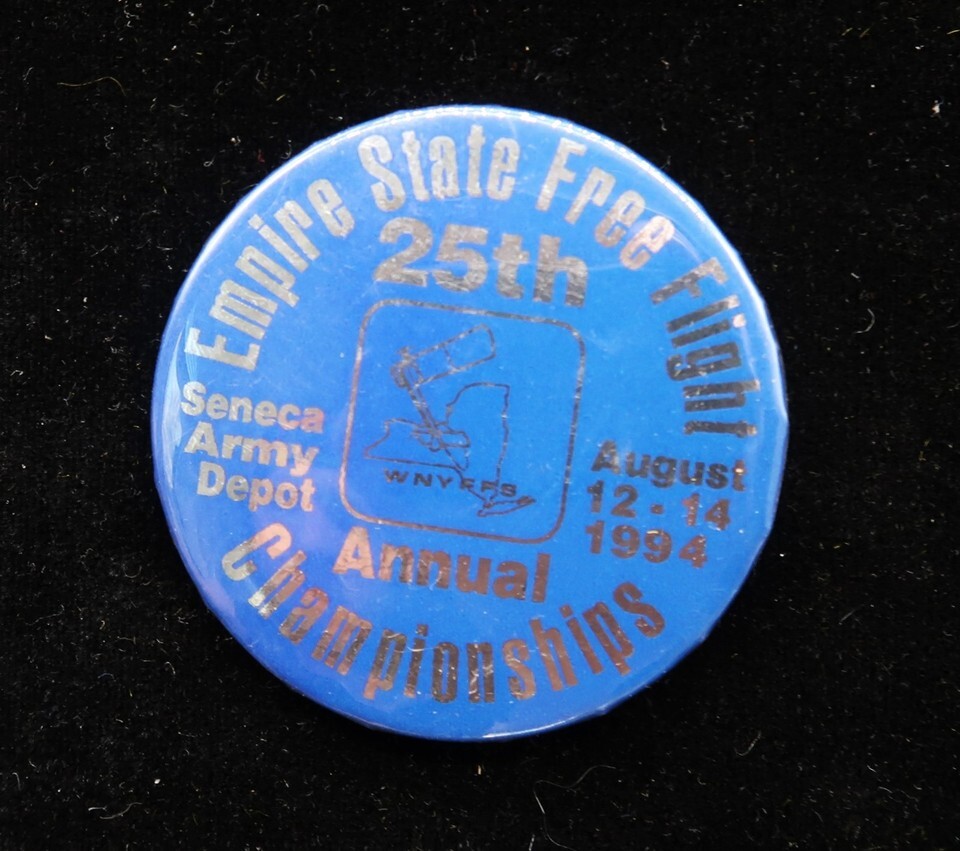 Empire State Free Flight
25th
Seneca
Army
Depot
WNYFFS
August
12 - 14
1994
Annual
Championships